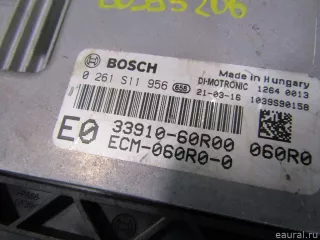 BOSCH
Made in Hungary
0 261 S11 956 656 DI-MOTRONIC 1264 0013
21-03-16 1039S90158
E0 33910-60R00 060R0
ECM-060R0-0
eaural.ru